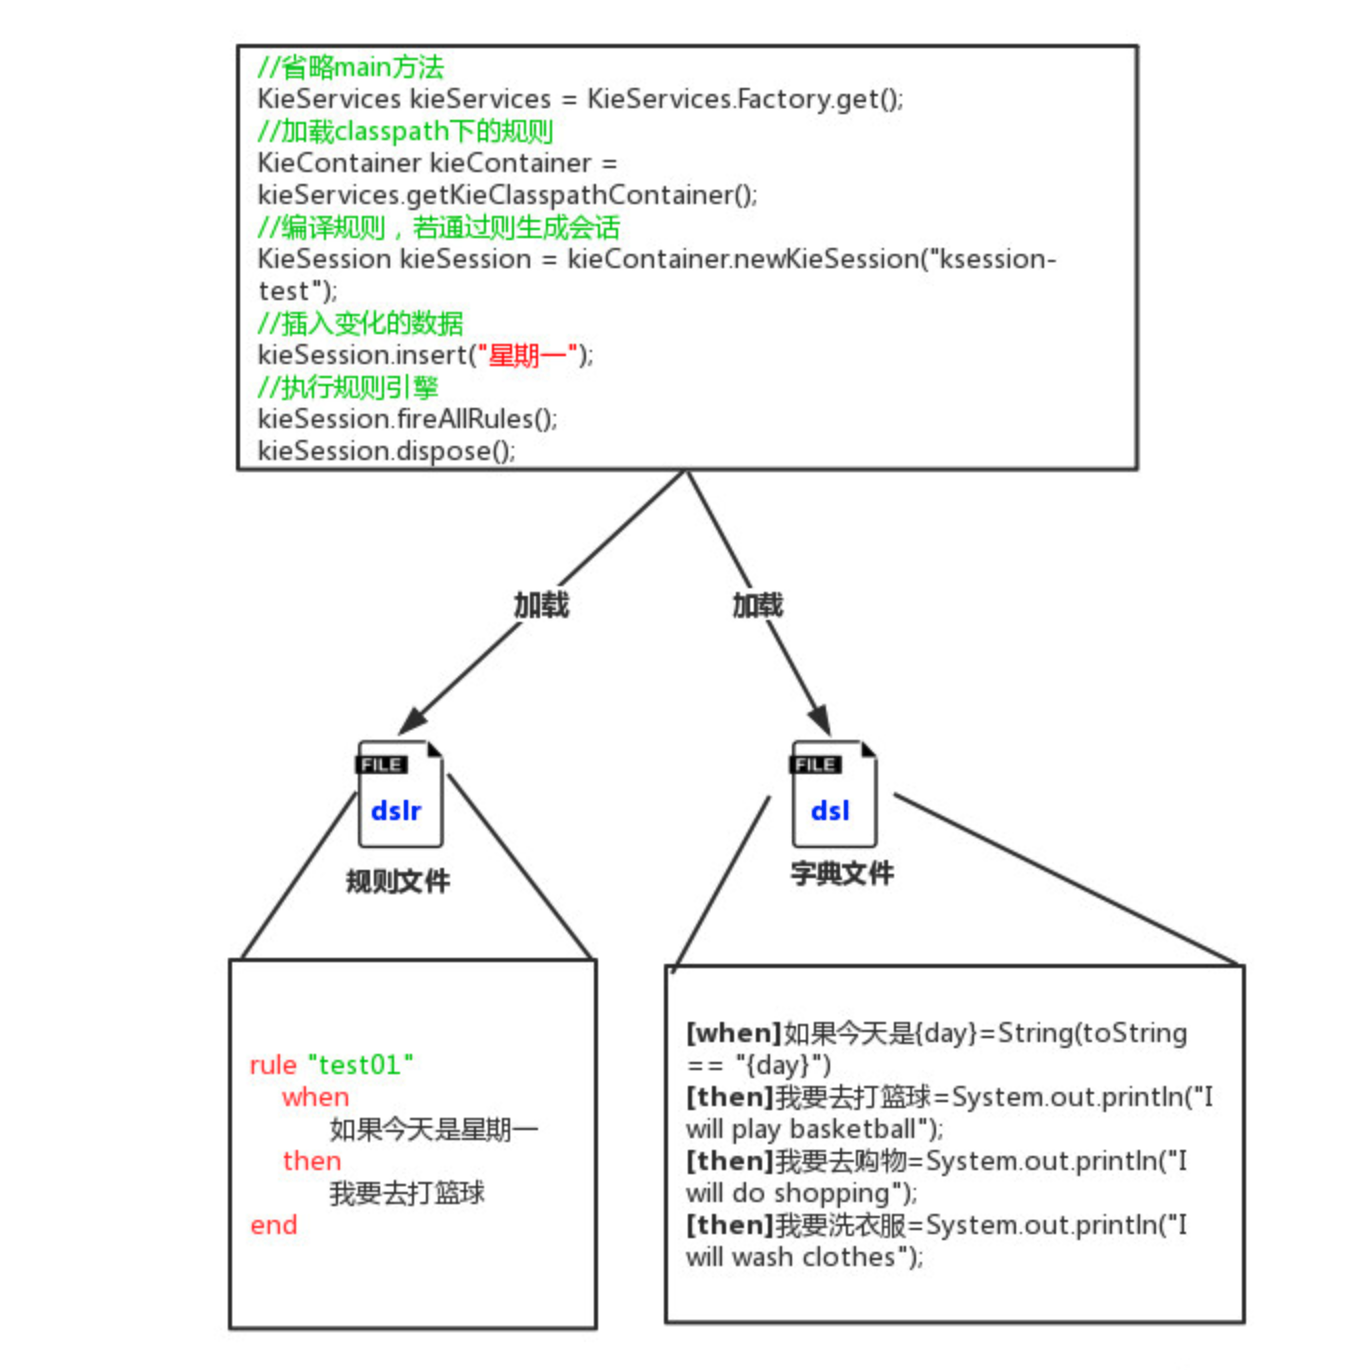 //省略main方法
KieServices kieServices = KieServices.Factory.get();
//加载classpath下的规则
KieContainer kieContainer =
kieServices.getKieClasspathContainer();
//编译规则，若通过则生成会话
KieSession kieSession = kieContainer.newKieSession("ksession-
test");
//插入变化的数据
kieSession.insert("星期一");
//执行规则引擎
kieSession.fireAllRules();
kieSession.dispose();
加载
加载
FILE
dslr
规则文件
FILE
dsl
字典文件
rule "test01"
when
如果今天是星期一
then
我要去打篮球
end
[when]如果今天是{day}=String(toString
== "{day}")
[then]我要去打篮球=System.out.println("I
will play basketball");
[then]我要去购物=System.out.println("I
will do shopping");
[then]我要洗衣服=System.out.println("I
will wash clothes");